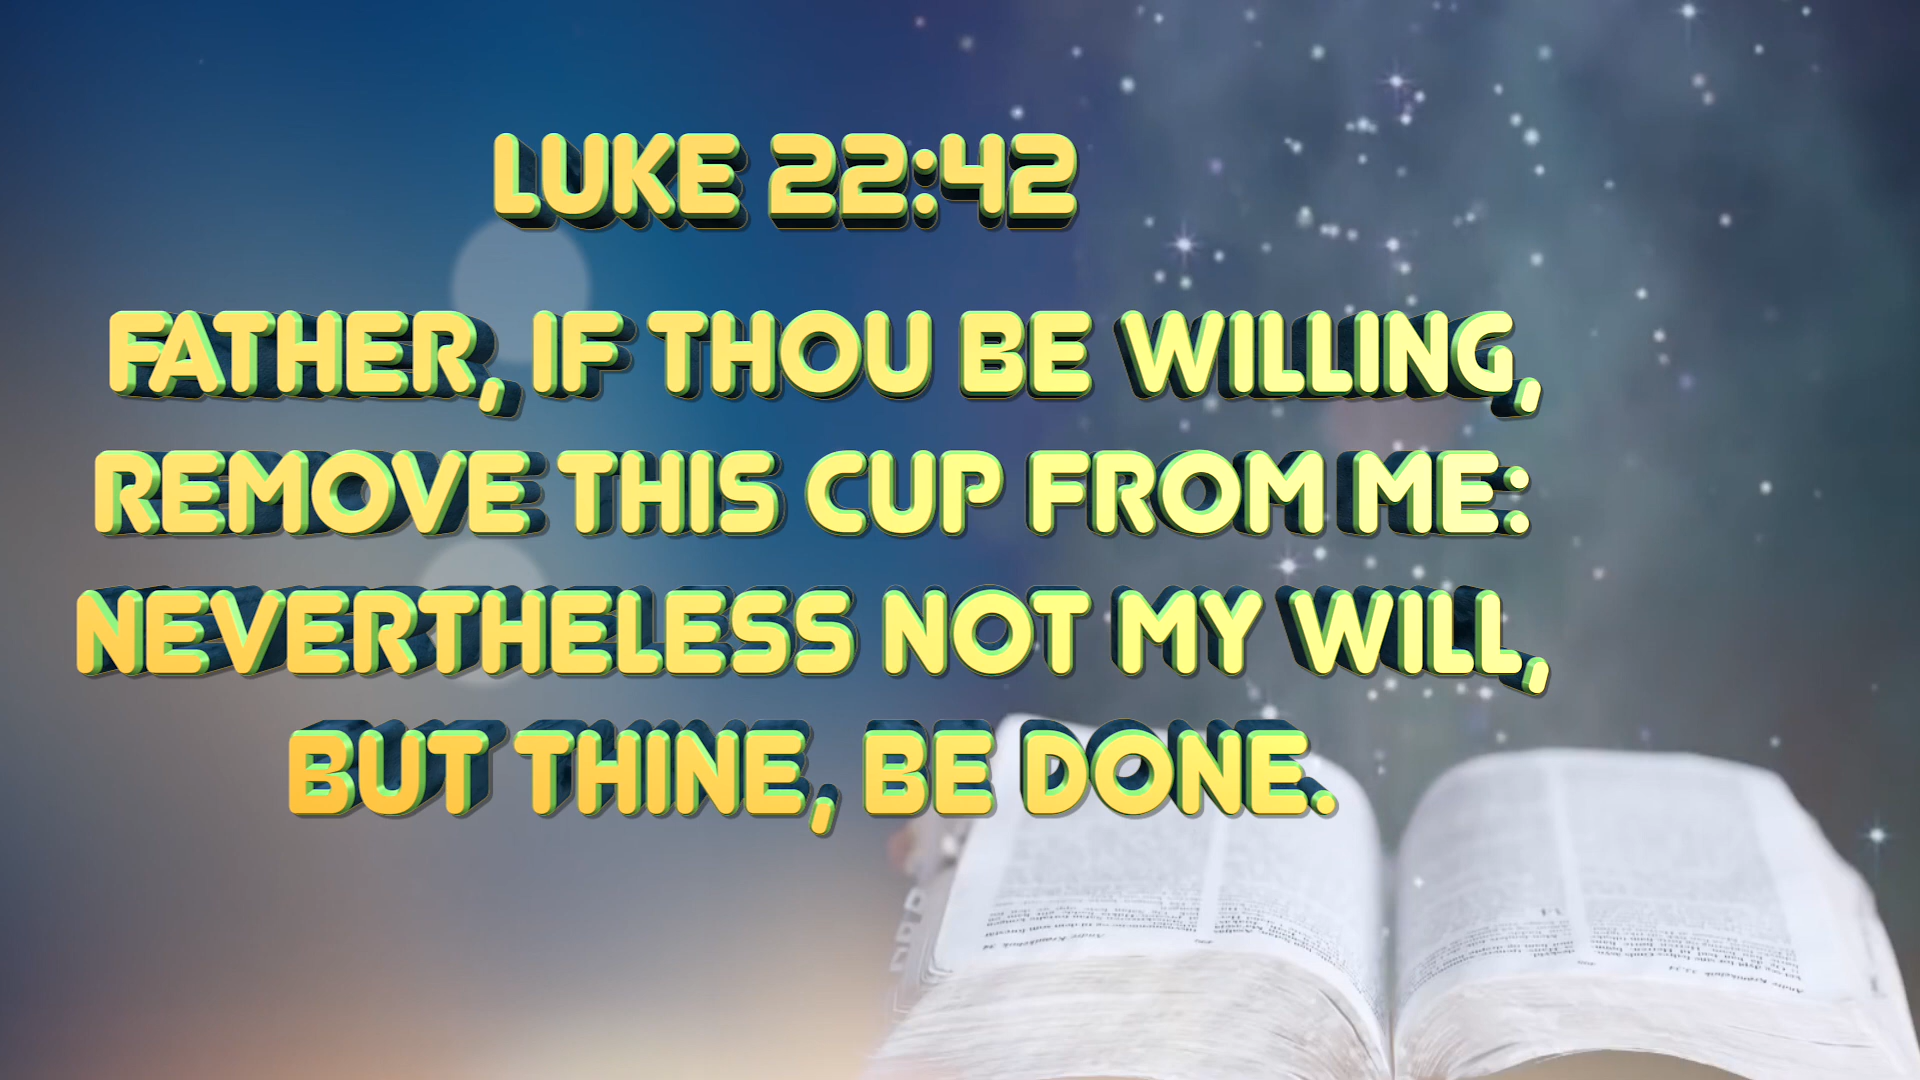 LUKE 22:42
FATHER, IF THOU BE WILLING,
REMOVE THIS CUP FROM ME:
NEVERTHELESS NOT MY WILL,
BUT THINE, BE DONE.